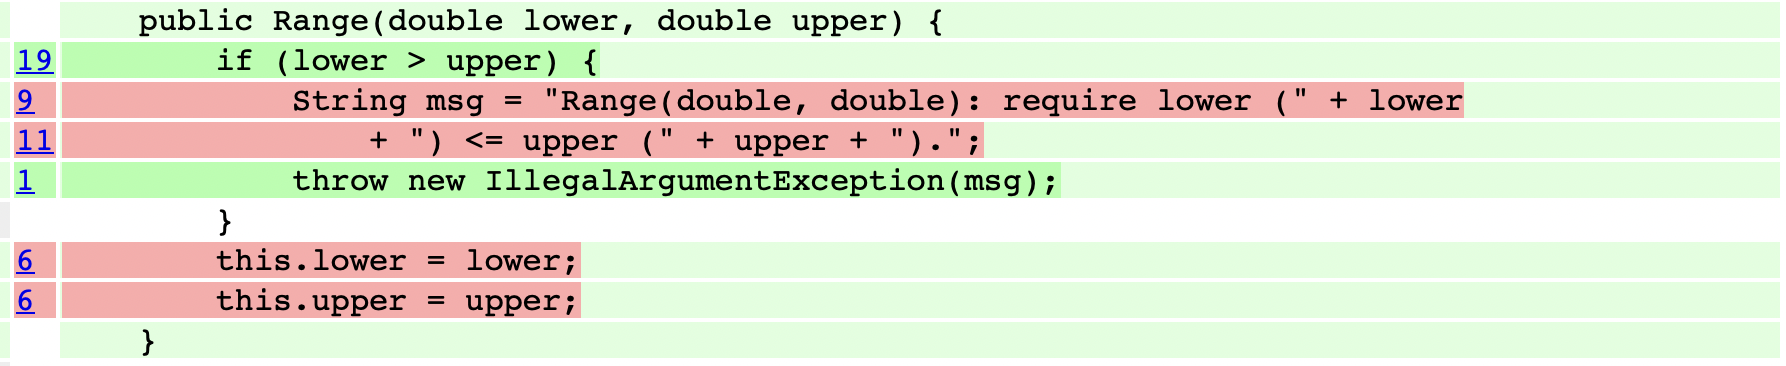 public Range(double lower, double upper) {
19 if (lower > upper) {
9 String msg = "Range(double, double): require lower (" + lower
11 + ") <= upper (" + upper + ").";
1 throw new IllegalArgumentException(msg);
}
6 this.lower = lower;
6 this.upper = upper;
}